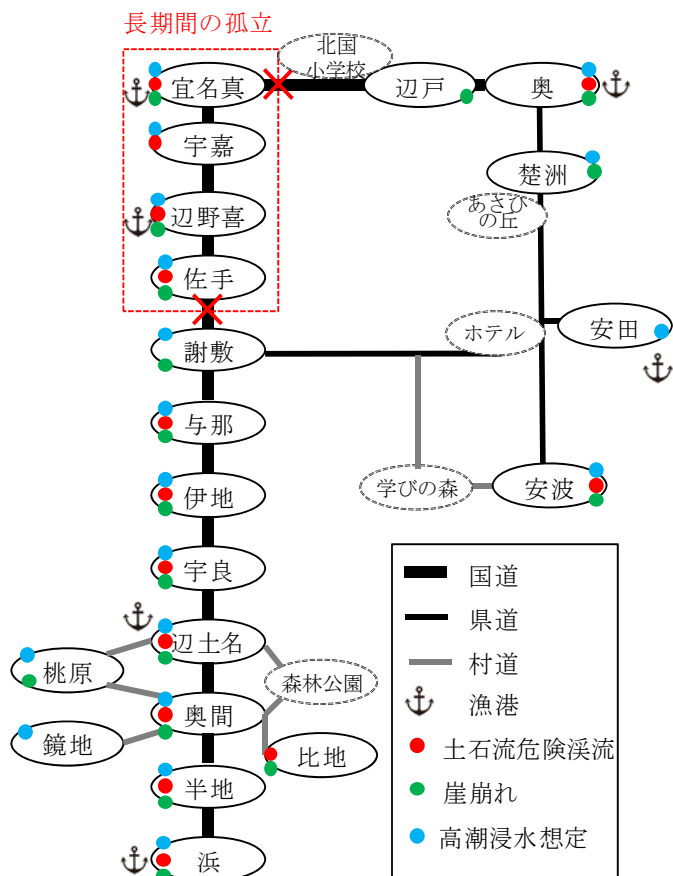 長期間の孤立
北国
小学校
宜名真
辺戸
奥
宇嘉
楚洲
辺野喜
あさひ
の丘
佐手
ホテル
安田
謝敷
与那
学びの森
安波
伊地
宇良
辺土名
桃原
森林公園
奥間
鏡地
比地
半地
浜
国道
県道
村道
漁港
土石流危険渓流
崖崩れ
高潮浸水想定